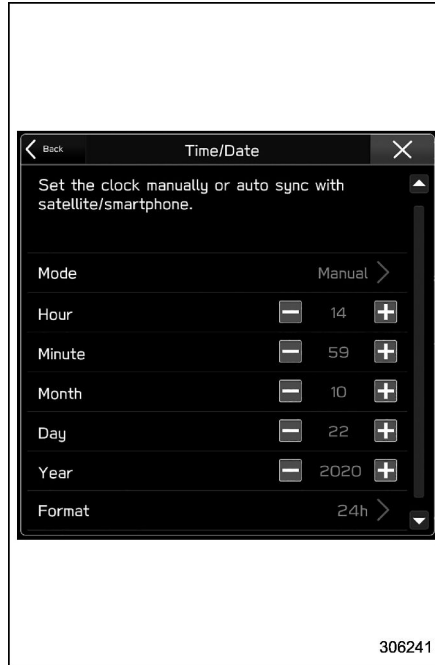 Back
Time/Date
Set the clock manually or auto sync with
satellite/smartphone.
Mode Manual
Hour 14
Minute 59
Month 10
Day 22
Year 2020
Format 24h
306241